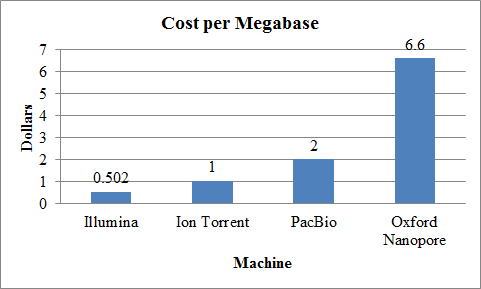 Cost per Megabase
Dollars
7
6
5
4
3
2
1
0
0.502
1
2
6.6
Illumina
Ion Torrent
PacBio
Oxford
Nanopore
Machine